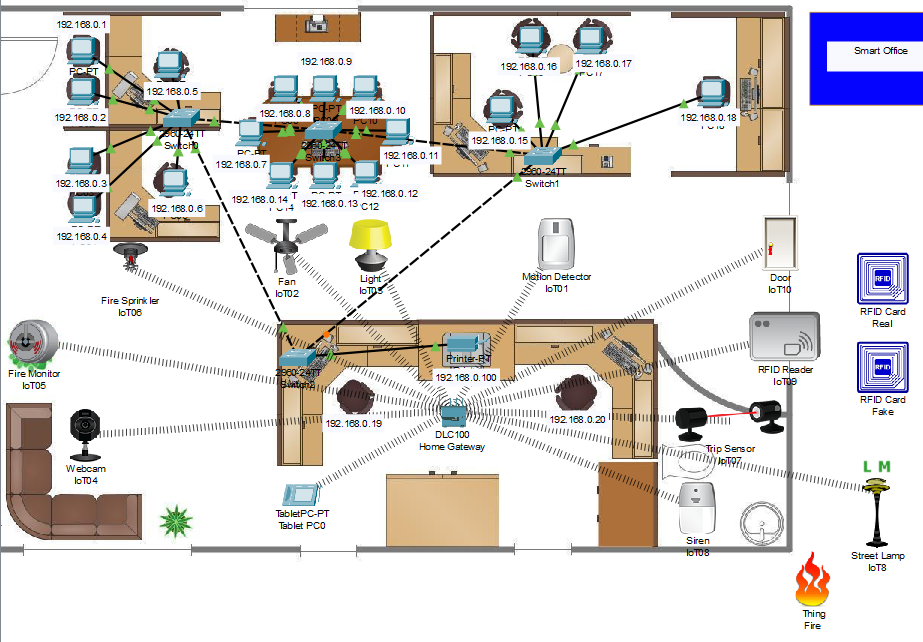 192.168.0.1
192.168.0.9
192.168.0.16
192.168.0.17
Smart Office
PC-PT
192.168.0.5
192.168.0.2
192.168.0.8
192.168.0.10
192.168.0.18
2960-24TT
Switch0
PC-PT
192.168.0.7
2960-24TT
192.168.0.11
192.168.0.15
2960-24TT
Switch1
192.168.0.3
192.168.0.4
192.168.0.6
192.168.0.14
192.168.0.13
192.168.0.12
Fan
IoT02
Light
IoT03
Motion Detector
IoT01
Door
IoT10
Fire Sprinkler
IoT06
RFID
RFID Card
Real
Fire Monitor
IoT05
2960-24TT
Printer-PT
192.168.0.100
RFID Reader
IoT09
RFID
RFID Card
Fake
192.168.0.19
192.168.0.20
DLC100
Home Gateway
Trip Sensor
IoT07
Webcam
IoT04
L M
TabletPC-PT
Tablet PC0
Siren
IoT08
Street Lamp
IoT8
Thing
Fire